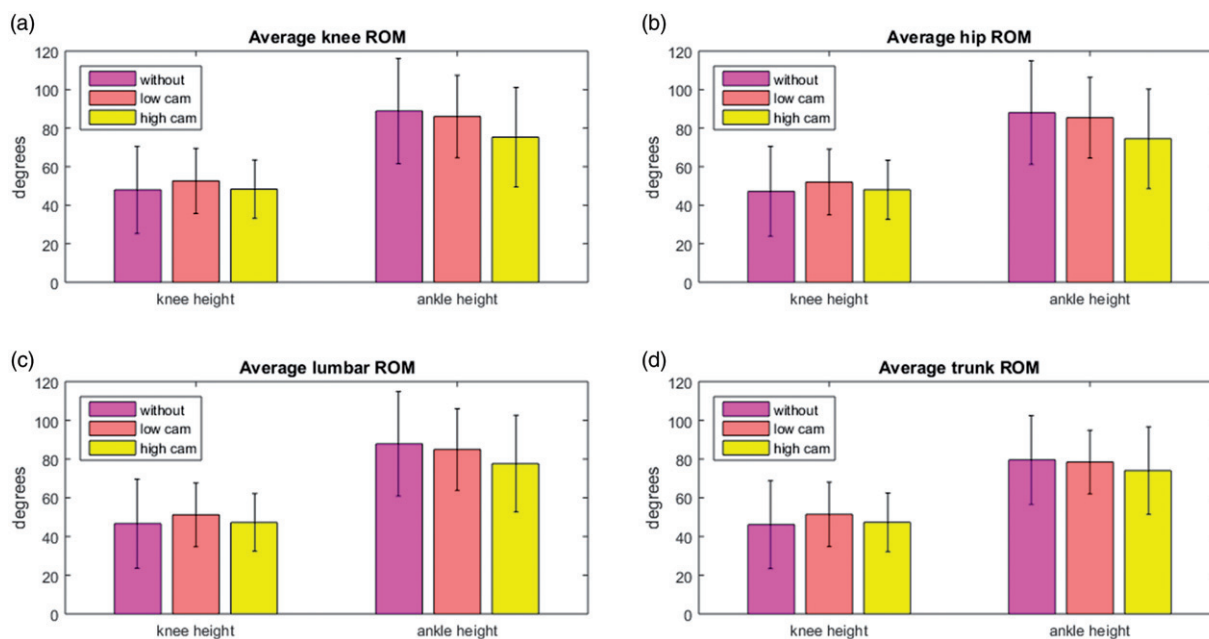 (a)
Average knee ROM
degrees
120
100
80
60
40
20
0
without
low cam
high cam
knee height
ankle height
(b)
Average hip ROM
degrees
120
100
80
60
40
20
0
without
low cam
high cam
knee height
ankle height
(c)
Average lumbar ROM
degrees
120
100
80
60
40
20
0
without
low cam
high cam
knee height
ankle height
(d)
Average trunk ROM
degrees
120
100
80
60
40
20
0
without
low cam
high cam
knee height
ankle height